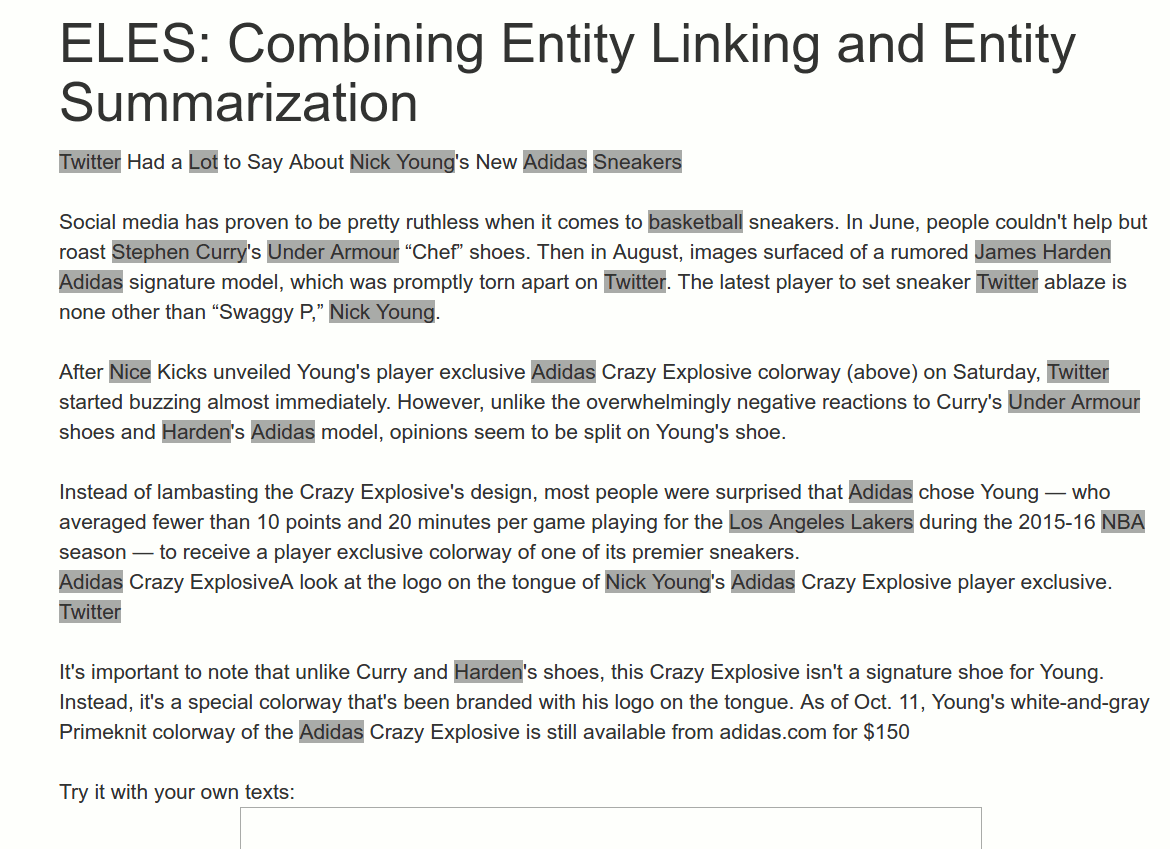 ELES: Combining Entity Linking and Entity
Summarization
Twitter Had a Lot to Say About Nick Young's New Adidas Sneakers
Social media has proven to be pretty ruthless when it comes to basketball sneakers. In June, people couldn't help but
roast Stephen Curry's Under Armour “Chef” shoes. Then in August, images surfaced of a rumored James Harden
Adidas signature model, which was promptly torn apart on Twitter. The latest player to set sneaker Twitter ablaze is
none other than “Swaggy P,” Nick Young.
After Nice Kicks unveiled Young's player exclusive Adidas Crazy Explosive colorway (above) on Saturday, Twitter
started buzzing almost immediately. However, unlike the overwhelmingly negative reactions to Curry's Under Armour
shoes and Harden's Adidas model, opinions seem to be split on Young's shoe.
Instead of lambasting the Crazy Explosive's design, most people were surprised that Adidas chose Young — who
averaged fewer than 10 points and 20 minutes per game playing for the Los Angeles Lakers during the 2015-16 NBA
season — to receive a player exclusive colorway of one of its premier sneakers.
Adidas Crazy ExplosiveA look at the logo on the tongue of Nick Young's Adidas Crazy Explosive player exclusive.
Twitter
It's important to note that unlike Curry and Harden's shoes, this Crazy Explosive isn't a signature shoe for Young.
Instead, it's a special colorway that's been branded with his logo on the tongue. As of Oct. 11, Young's white-and-gray
Primeknit colorway of the Adidas Crazy Explosive is still available from adidas.com for $150
Try it with your own texts: